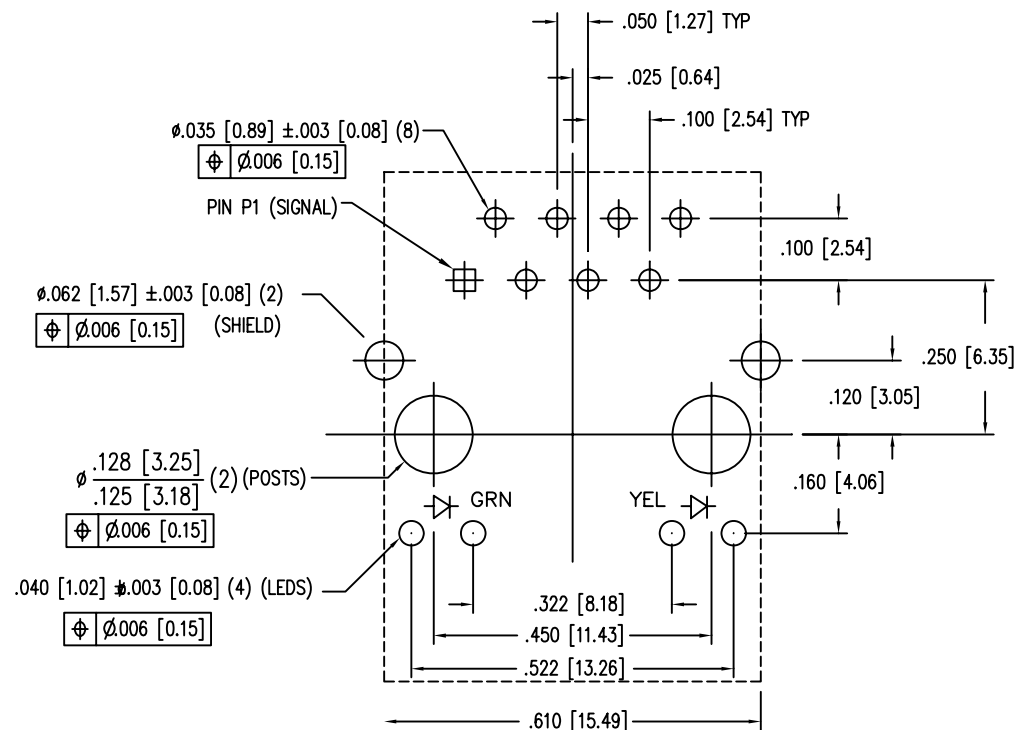 .050 [1.27] TYP
.025 [0.64]
.100 [2.54] TYP
ø.035 [0.89] ±.003 [0.08] (8)
⌖ Ø.006 [0.15]
PIN P1 (SIGNAL)
.100 [2.54]
ø.062 [1.57] ±.003 [0.08] (2)
(SHIELD)
⌖ Ø.006 [0.15]
.250 [6.35]
.120 [3.05]
ø .128 [3.25]
.125 [3.18]
(2) (POSTS)
⌖ Ø.006 [0.15]
.160 [4.06]
GRN
YEL
.040 [1.02] ±.003 [0.08] (4) (LEDS)
⌖ Ø.006 [0.15]
.322 [8.18]
.450 [11.43]
.522 [13.26]
.610 [15.49]